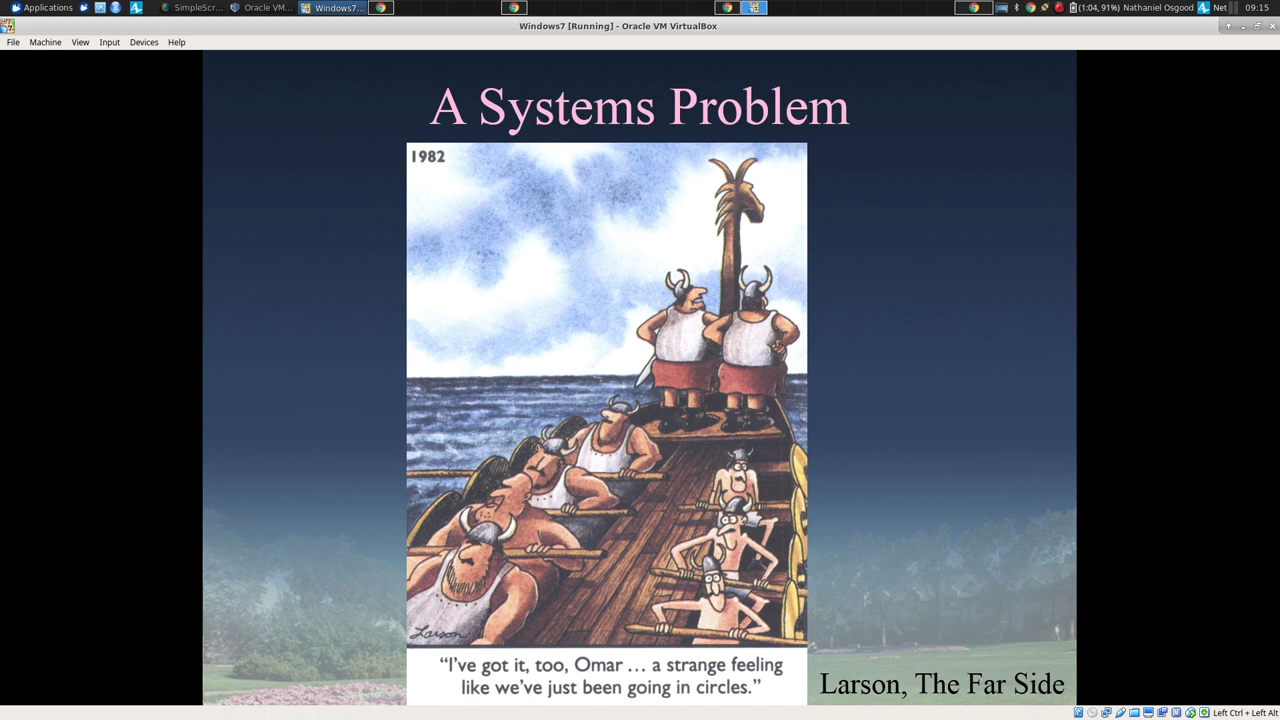 Applications
SimpleScr...
Oracle VM...
Windows7...
(1:04, 91%) Nathaniel Osgood
Net
09:15
Windows7 [Running] - Oracle VM VirtualBox
File Machine View Input Devices Help
A Systems Problem
1982
Larson
“I’ve got it, too, Omar ... a strange feeling
like we’ve just been going in circles.”
Larson, The Far Side
Left Ctrl + Left Alt